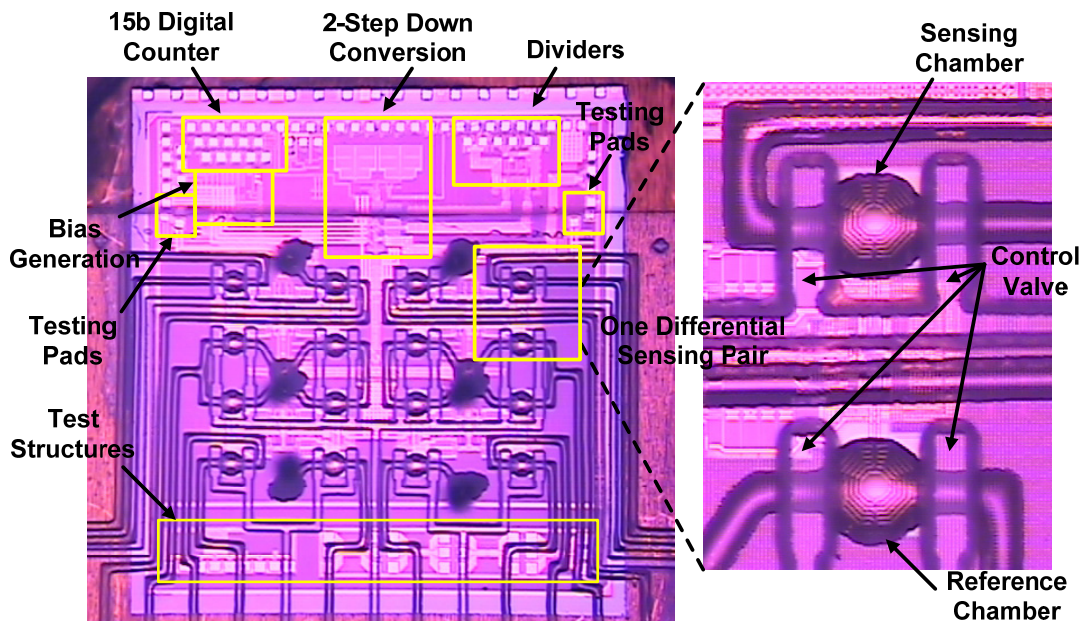 15b Digital
Counter
2-Step Down
Conversion
Dividers
Sensing
Chamber
Testing
Pads
Bias
Generation
Control
Valve
Testing
Pads
One Differential
Sensing Pair
Test
Structures
Reference
Chamber